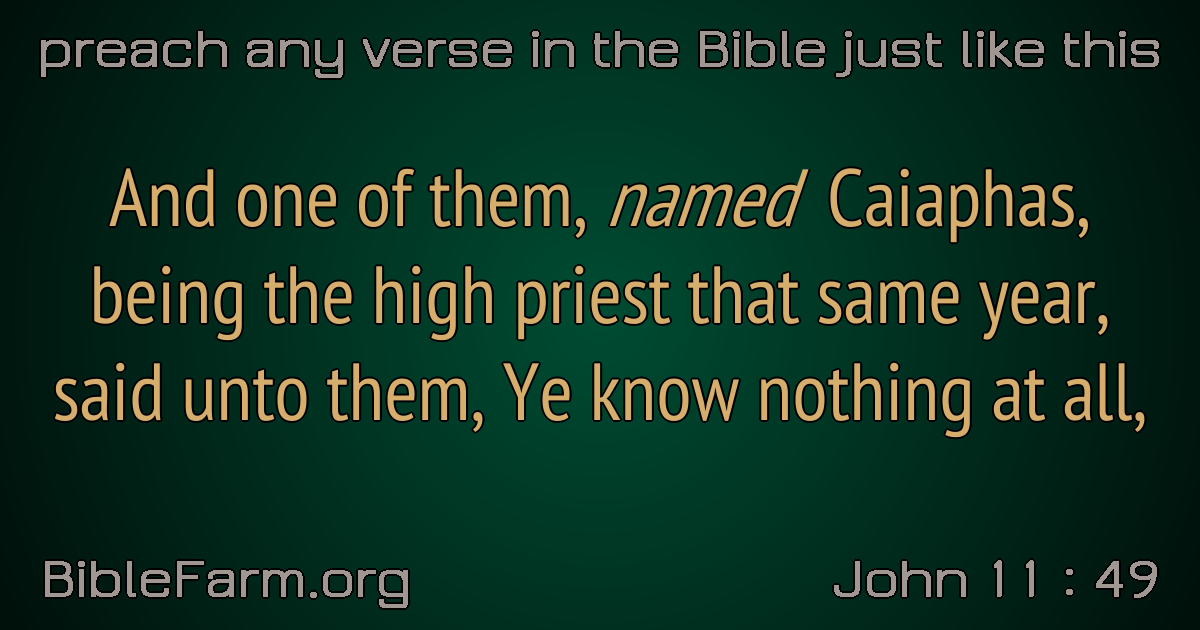 preach any verse in the Bible just like this
And one of them, named Caiaphas,
being the high priest that same year,
said unto them, Ye know nothing at all,
BibleFarm.org
John 11 : 49